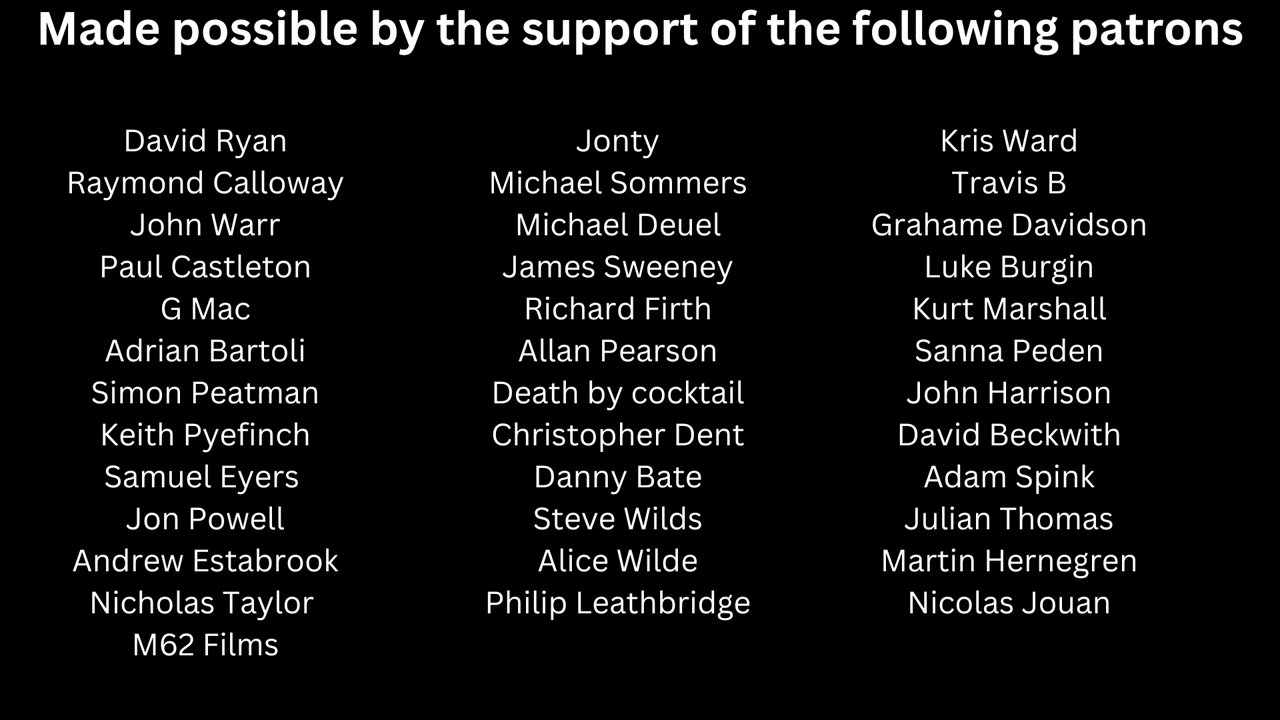 Made possible by the support of the following patrons
David Ryan
Raymond Calloway
John Warr
Paul Castleton
G Mac
Adrian Bartoli
Simon Peatman
Keith Pyefinch
Samuel Eyers
Jon Powell
Andrew Estabrook
Nicholas Taylor
M62 Films
Jonty
Michael Sommers
Michael Deuel
James Sweeney
Richard Firth
Allan Pearson
Death by cocktail
Christopher Dent
Danny Bate
Steve Wilds
Alice Wilde
Philip Leathbridge
Kris Ward
Travis B
Grahame Davidson
Luke Burgin
Kurt Marshall
Sanna Peden
John Harrison
David Beckwith
Adam Spink
Julian Thomas
Martin Hernegren
Nicolas Jouan